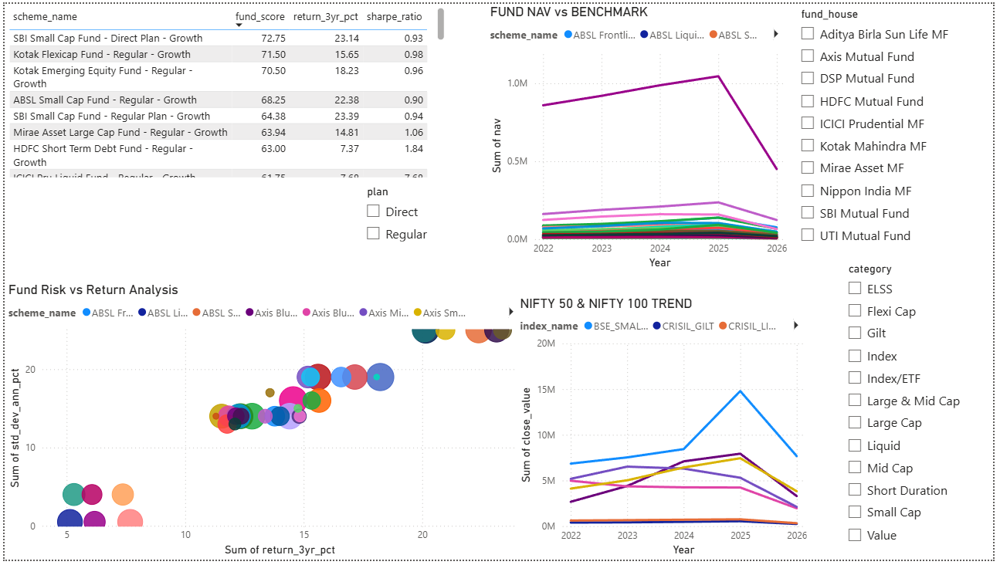 scheme_name fund_score return_3yr_pct sharpe_ratio
SBI Small Cap Fund - Direct Plan - Growth 72.75 23.14 0.93
Kotak Flexicap Fund - Regular - Growth 71.50 15.65 0.98
Kotak Emerging Equity Fund - Regular - 70.50 18.23 0.96
Growth
ABSL Small Cap Fund - Regular - Growth 68.25 22.38 0.90
SBI Small Cap Fund - Regular Plan - Growth 64.38 23.39 0.94
Mirae Asset Large Cap Fund - Regular - Growth 63.94 14.81 1.06
HDFC Short Term Debt Fund - Regular - 63.00 7.37 1.84
Growth
ICICI Pru Liquid Fund - Regular - Growth 61.75 7.68 7.68
plan
Direct
Regular
FUND NAV vs BENCHMARK
scheme_name ABSL Frontli... ABSL Liqui... ABSL S...
1.0M
0.5M
0.0M
Sum of nav
2022 2023 2024 2025 2026
Year
fund_house
Aditya Birla Sun Life MF
Axis Mutual Fund
DSP Mutual Fund
HDFC Mutual Fund
ICICI Prudential MF
Kotak Mahindra MF
Mirae Asset MF
Nippon India MF
SBI Mutual Fund
UTI Mutual Fund
Fund Risk vs Return Analysis
scheme_name ABSL Fr... ABSL Li... ABSL S... Axis Blu... Axis Blu... Axis Mi... Axis Sm...
20
10
0
Sum of std_dev_ann_pct
5 10 15 20
Sum of return_3yr_pct
NIFTY 50 & NIFTY 100 TREND
index_name BSE_SMAL... CRISIL_GILT CRISIL_LI...
20M
15M
10M
5M
0M
Sum of close_value
2022 2023 2024 2025 2026
Year
category
ELSS
Flexi Cap
Gilt
Index
Index/ETF
Large & Mid Cap
Large Cap
Liquid
Mid Cap
Short Duration
Small Cap
Value